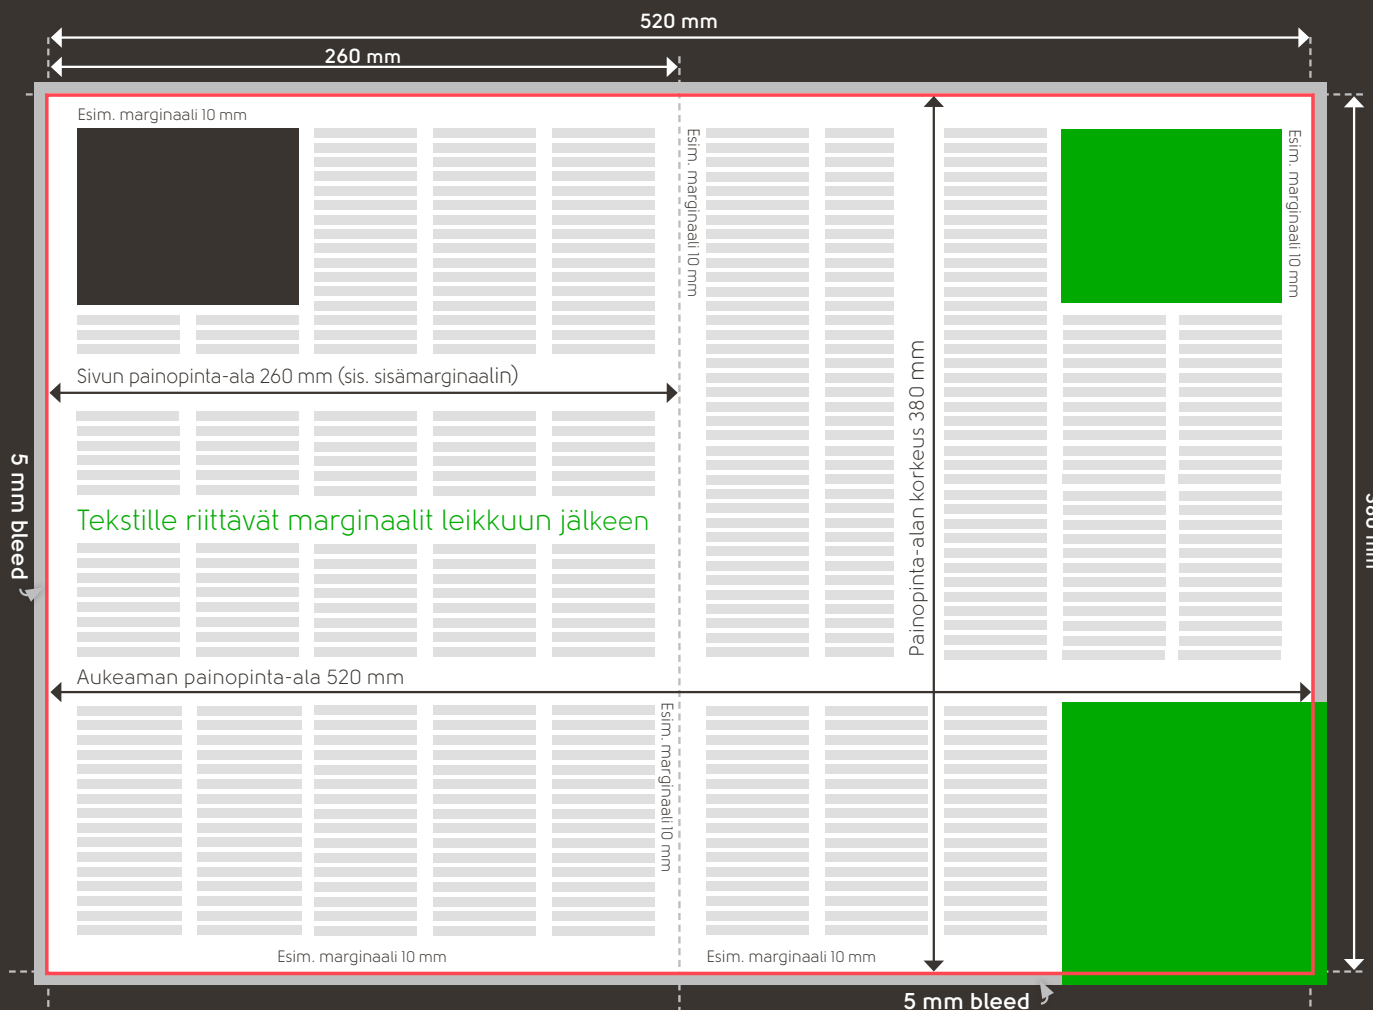 520 mm
260 mm
Esim. marginaali 10 mm
Esim. marginaali 10 mm
Esim. marginaali 10 mm
Sivun painopinta-ala 260 mm (sis. sisämarginaalin)
Painopinta-alan korkeus 380 mm
5 mm bleed
380 mm
Tekstille riittävät marginaalit leikkuun jälkeen
Aukeaman painopinta-ala 520 mm
Esim. marginaali 10 mm
Esim. marginaali 10 mm
Esim. marginaali 10 mm
5 mm bleed